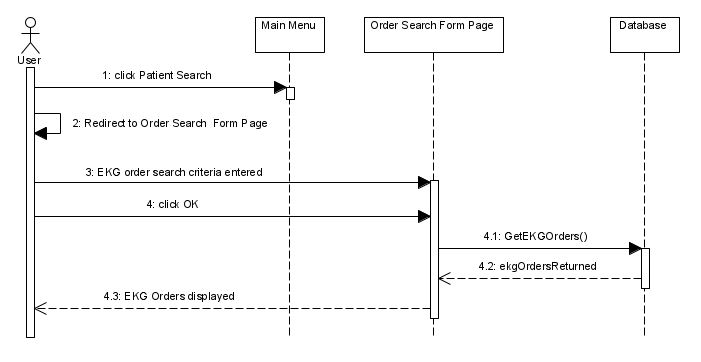 User
Main Menu
Order Search Form Page
Database
1: click Patient Search
2: Redirect to Order Search Form Page
3: EKG order search criteria entered
4: click OK
4.1: GetEKGOrders()
4.2: ekgOrdersReturned
4.3: EKG Orders displayed